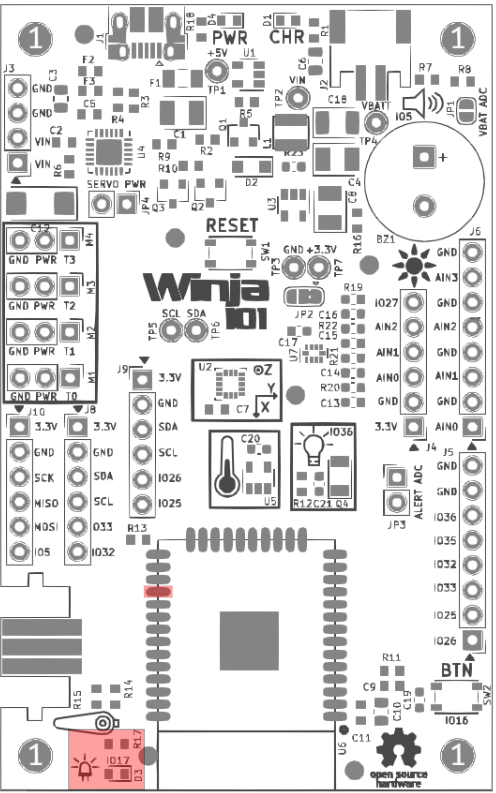 1
J1
R18
D4
PWR
D1
CHR
R1
1
J3
F2
C3
GND
F3
GND
C5
R4
R3
+5V
F1
TP1
U1
VIN
TP2
C6
J2
R7
R8
JP1
VBAT ADC
IO5
C18
VBATT
TP4
C1
R5
Q1
L1
C2
VIN
R6
U4
R9
R2
R10
D2
R23
C4
+
SERVO PWR
JP4
Q3
Q2
U3
C8
R16
BZ1
J6
C12
M4
GND PWR T3
M3
GND PWR T2
M2
GND PWR T1
M1
GND PWR T0
RESET
SW1
GND +3.3V
TP3
TP7
GND
AIN3
GND
AIN2
GND
AIN1
GND
AIN0
Winja
101
SCL SDA
TP5
TP6
JP2
R19
C16
R22
C15
C17
U7
R21
C14
R20
C13
IO27
AIN2
AIN1
AIN0
GND
3.3V
J4
J9
3.3V
GND
SDA
SCL
IO26
IO25
U2
Z
Y
X
C7
J10
3.3V
GND
SCK
MISO
MOSI
IO5
J8
3.3V
GND
SDA
SCL
O33
IO32
C20
U5
IO36
R12 C21 Q4
ALERT ADC
JP3
J5
GND
GND
IO36
IO35
IO32
IO33
IO25
IO26
R13
R15
R14
R17
IO17
D3
1
U6
R11
C9
C10
C19
C11
BTN
SW2
IO16
open source
hardware
1